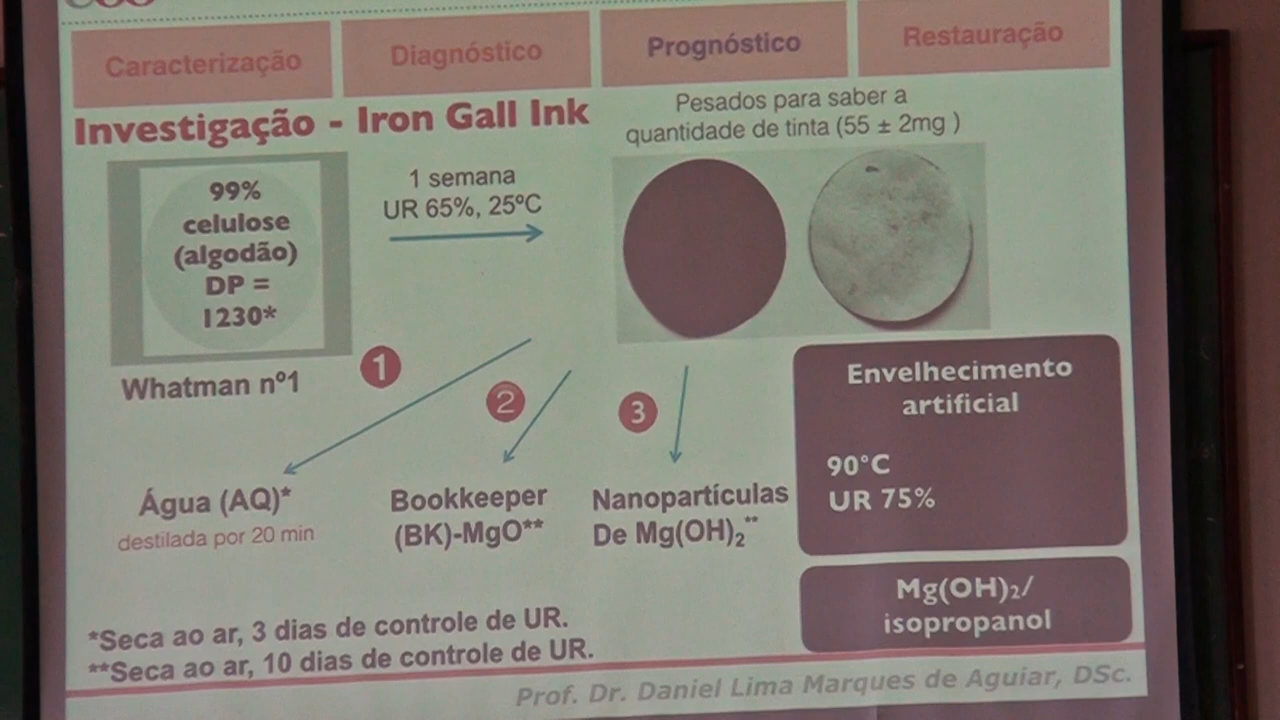 Caracterização
Diagnóstico
Prognóstico
Restauração
Investigação - Iron Gall Ink
Pesados para saber a
quantidade de tinta (55 ± 2mg )
99%
celulose
(algodão)
DP =
1230*
Whatman nº1
1 semana
UR 65%, 25ºC
1
2
3
Água (AQ)*
destilada por 20 min
Bookkeeper
(BK)-MgO**
Nanopartículas
De Mg(OH)₂**
Envelhecimento
artificial
90°C
UR 75%
Mg(OH)₂/
isopropanol
*Seca ao ar, 3 dias de controle de UR.
**Seca ao ar, 10 dias de controle de UR.
Prof. Dr. Daniel Lima Marques de Aguiar, DSc.